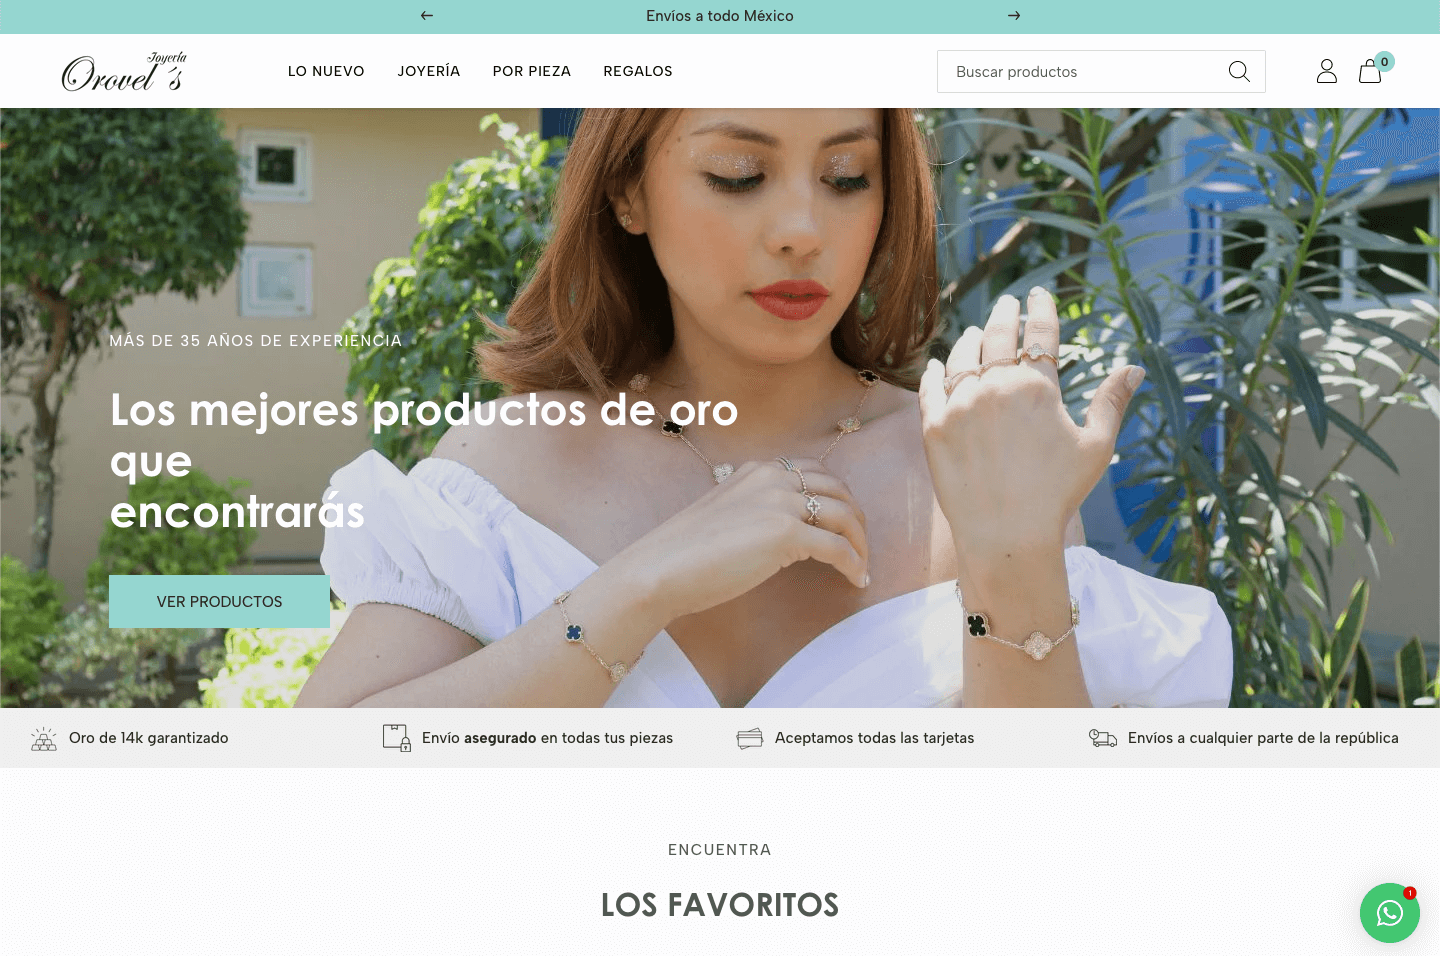 Envíos a todo México
Joyería
Orovel's
LO NUEVO
JOYERÍA
POR PIEZA
REGALOS
Buscar productos
0
MÁS DE 35 AÑOS DE EXPERIENCIA
Los mejores productos de oro
que
encontrarás
VER PRODUCTOS
Oro de 14k garantizado
Envío asegurado en todas tus piezas
Aceptamos todas las tarjetas
Envíos a cualquier parte de la república
ENCUENTRA
LOS FAVORITOS
1